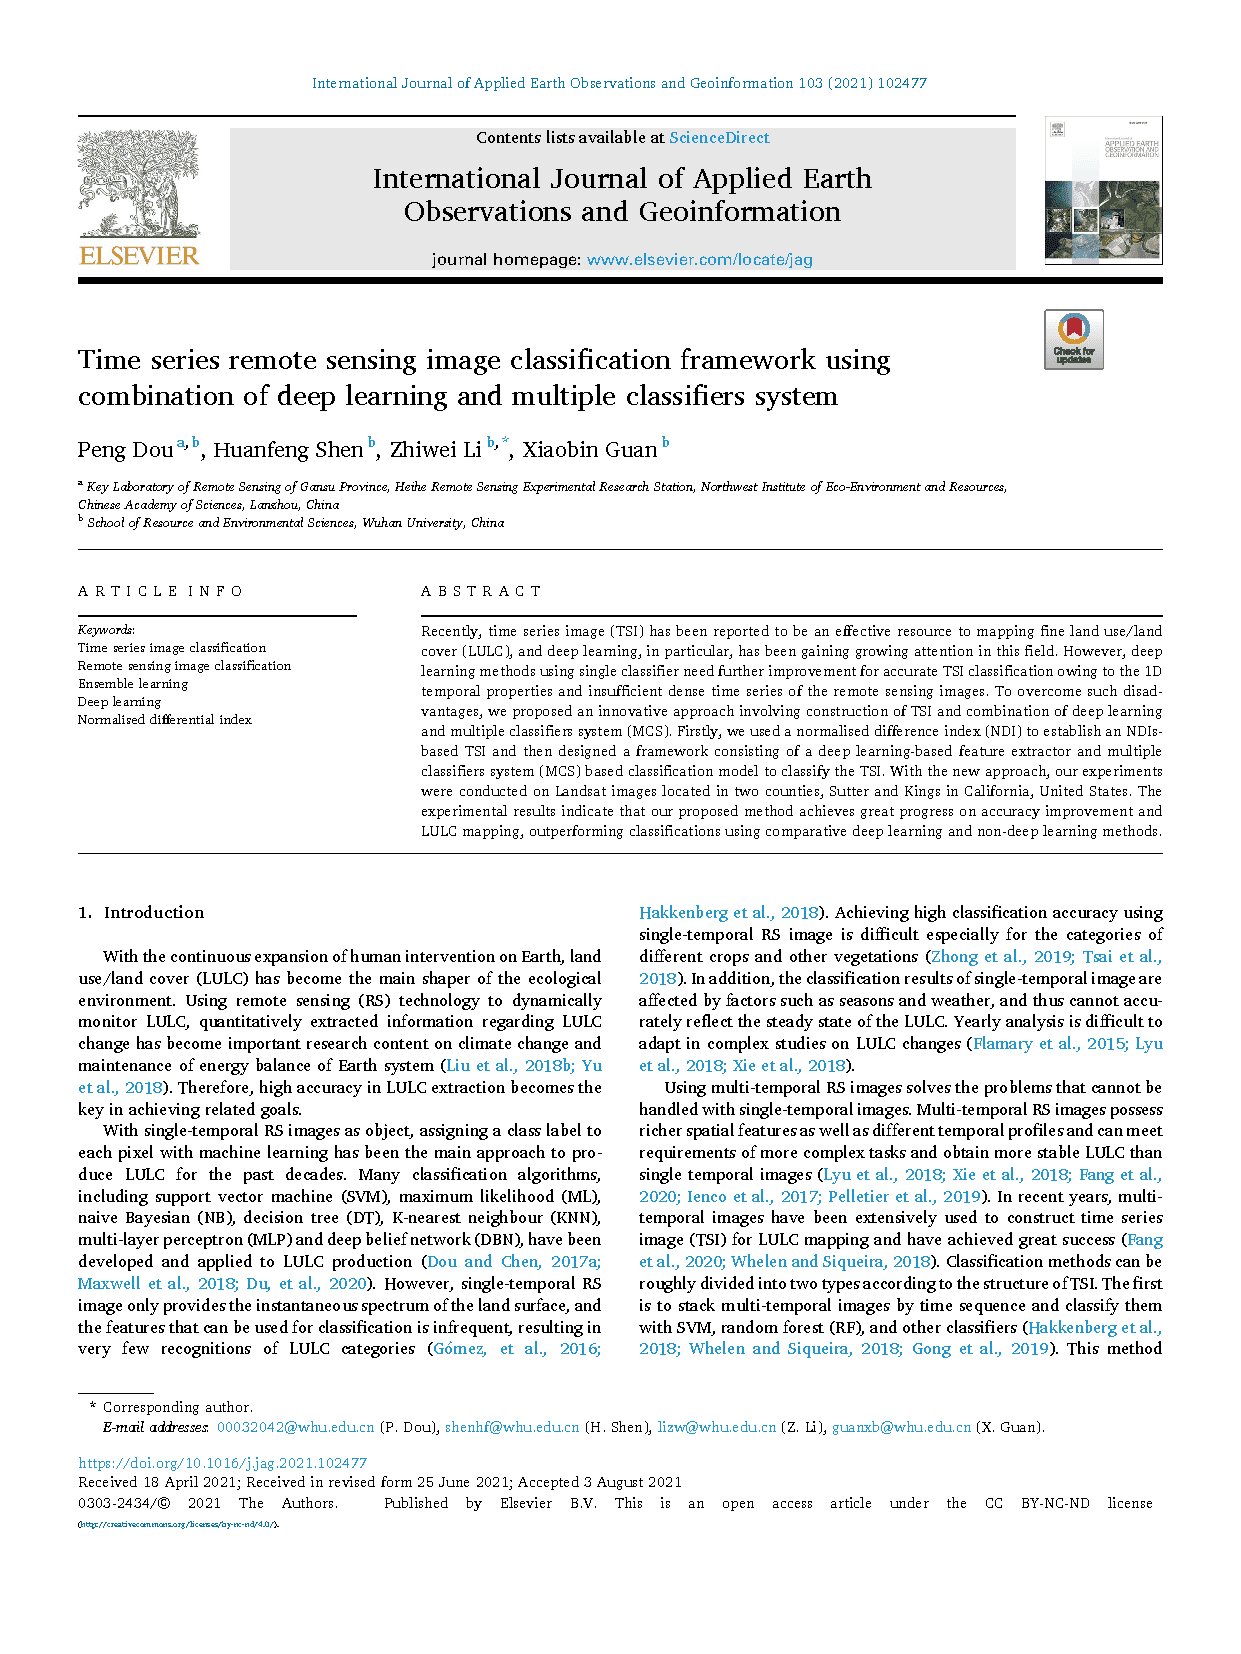 International Journal of Applied Earth Observations and Geoinformation 103 (2021) 102477
Contents lists available at ScienceDirect
International Journal of Applied Earth
Observations and Geoinformation
journal homepage: www.elsevier.com/locate/jag
ELSEVIER
APPLIED EARTH
OBSERVATION AND
GEOINFORMATION
Check for
updates
Time series remote sensing image classification framework using
combination of deep learning and multiple classifiers system
Peng Dou a,b, Huanfeng Shen b, Zhiwei Li b,*, Xiaobin Guan b
a Key Laboratory of Remote Sensing of Gansu Province, Heihe Remote Sensing Experimental Research Station, Northwest Institute of Eco-Environment and Resources,
Chinese Academy of Sciences, Lanzhou, China
b School of Resource and Environmental Sciences, Wuhan University, China
ARTICLE INFO
Keywords:
Time series image classification
Remote sensing image classification
Ensemble learning
Deep learning
Normalised differential index
ABSTRACT
Recently, time series image (TSI) has been reported to be an effective resource to mapping fine land use/land
cover (LULC), and deep learning, in particular, has been gaining growing attention in this field. However, deep
learning methods using single classifier need further improvement for accurate TSI classification owing to the 1D
temporal properties and insufficient dense time series of the remote sensing images. To overcome such disad-
vantages, we proposed an innovative approach involving construction of TSI and combination of deep learning
and multiple classifiers system (MCS). Firstly, we used a normalised difference index (NDI) to establish an NDIs-
based TSI and then designed a framework consisting of a deep learning-based feature extractor and multiple
classifiers system (MCS) based classification model to classify the TSI. With the new approach, our experiments
were conducted on Landsat images located in two counties, Sutter and Kings in California, United States. The
experimental results indicate that our proposed method achieves great progress on accuracy improvement and
LULC mapping, outperforming classifications using comparative deep learning and non-deep learning methods.
1. Introduction
With the continuous expansion of human intervention on Earth, land
use/land cover (LULC) has become the main shaper of the ecological
environment. Using remote sensing (RS) technology to dynamically
monitor LULC, quantitatively extracted information regarding LULC
change has become important research content on climate change and
maintenance of energy balance of Earth system (Liu et al., 2018b; Yu
et al., 2018). Therefore, high accuracy in LULC extraction becomes the
key in achieving related goals.
With single-temporal RS images as object, assigning a class label to
each pixel with machine learning has been the main approach to pro-
duce LULC for the past decades. Many classification algorithms,
including support vector machine (SVM), maximum likelihood (ML),
naive Bayesian (NB), decision tree (DT), K-nearest neighbour (KNN),
multi-layer perceptron (MLP) and deep belief network (DBN), have been
developed and applied to LULC production (Dou and Chen, 2017a;
Maxwell et al., 2018; Du, et al., 2020). However, single-temporal RS
image only provides the instantaneous spectrum of the land surface, and
the features that can be used for classification is infrequent, resulting in
very few recognitions of LULC categories (Gómez, et al., 2016;
Hakkenberg et al., 2018). Achieving high classification accuracy using
single-temporal RS image is difficult especially for the categories of
different crops and other vegetations (Zhong et al., 2019; Tsai et al.,
2018). In addition, the classification results of single-temporal image are
affected by factors such as seasons and weather, and thus cannot accu-
rately reflect the steady state of the LULC. Yearly analysis is difficult to
adapt in complex studies on LULC changes (Flamary et al., 2015; Lyu
et al., 2018; Xie et al., 2018).
Using multi-temporal RS images solves the problems that cannot be
handled with single-temporal images. Multi-temporal RS images possess
richer spatial features as well as different temporal profiles and can meet
requirements of more complex tasks and obtain more stable LULC than
single temporal images (Lyu et al., 2018; Xie et al., 2018; Fang et al.,
2020; Ienco et al., 2017; Pelletier et al., 2019). In recent years, multi-
temporal images have been extensively used to construct time series
image (TSI) for LULC mapping and have achieved great success (Fang
et al., 2020; Whelen and Siqueira, 2018). Classification methods can be
roughly divided into two types according to the structure of TSI. The first
is to stack multi-temporal images by time sequence and classify them
with SVM, random forest (RF), and other classifiers (Hakkenberg et al.,
2018; Whelen and Siqueira, 2018; Gong et al., 2019). This method
* Corresponding author.
E-mail addresses: 00032042@whu.edu.cn (P. Dou), shenhf@whu.edu.cn (H. Shen), lizw@whu.edu.cn (Z. Li), guanxb@whu.edu.cn (X. Guan).
https://doi.org/10.1016/j.jag.2021.102477
Received 18 April 2021; Received in revised form 25 June 2021; Accepted 3 August 2021
0303-2434/© 2021 The Authors. Published by Elsevier B.V. This is an open access article under the CC BY-NC-ND license
(http://creativecommons.org/licenses/by-nc-nd/4.0/).